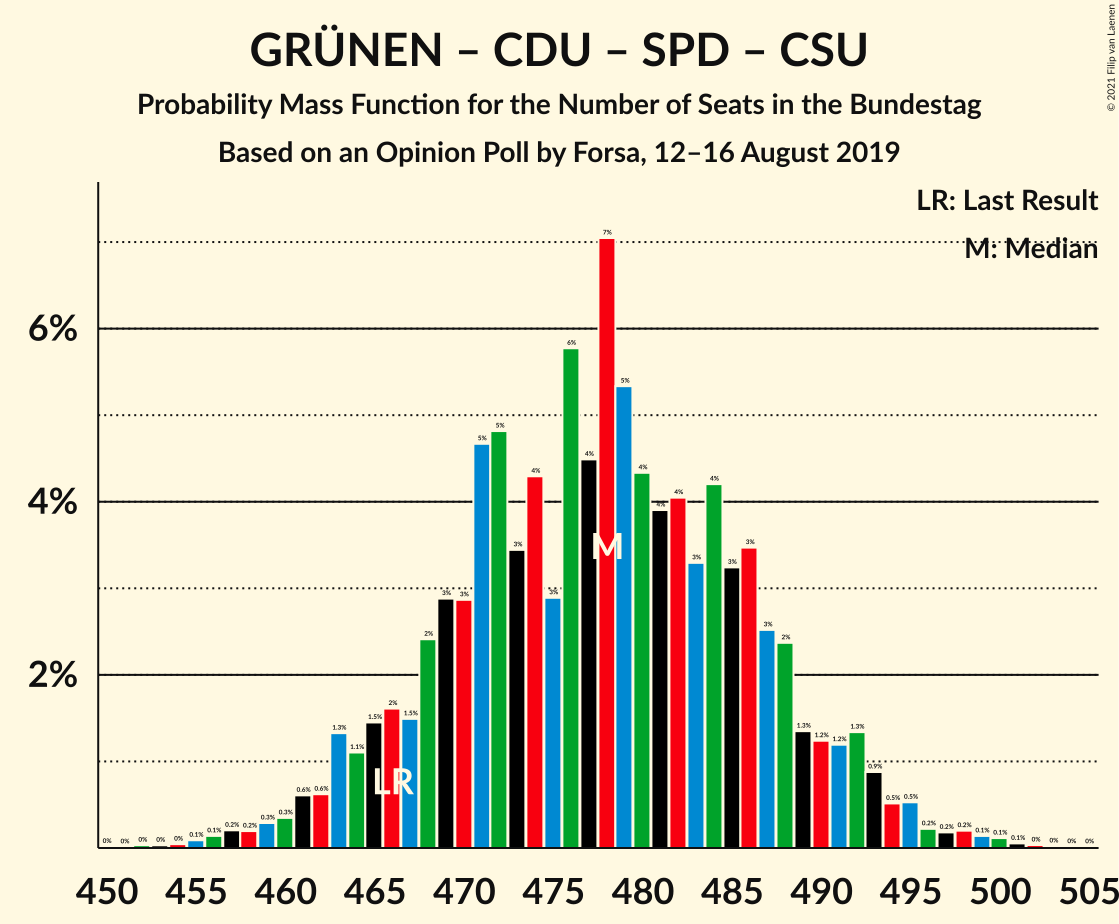 GRÜNEN – CDU – SPD – CSU
Probability Mass Function for the Number of Seats in the Bundestag
Based on an Opinion Poll by Forsa, 12–16 August 2019
© 2021 Filip van Laenen
LR: Last Result
M: Median
6%
4%
2%
0% 0% 0% 0% 0% 0.1% 0.1% 0.2% 0.2% 0.3% 0.3% 0.6% 0.6% 1.3% 1.1% 1.5% 2% 1.5% 2% 3% 3% 5% 5% 3% 4% 3% 6% 4% 7% 5% 4% 4% 4% 3% 4% 3% 3% 3% 2% 1.3% 1.2% 1.2% 1.3% 0.9% 0.5% 0.5% 0.2% 0.2% 0.2% 0.1% 0.1% 0.1% 0% 0% 0% 0%
M
LR
450 455 460 465 470 475 480 485 490 495 500 505